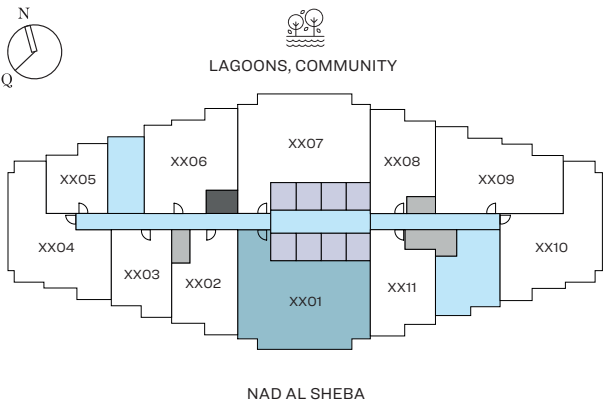 N
Q
LAGOONS, COMMUNITY
XX07
XX06
XX08
XX05
XX09
XX04
XX10
XX03
XX02
XX11
XX01
NAD AL SHEBA